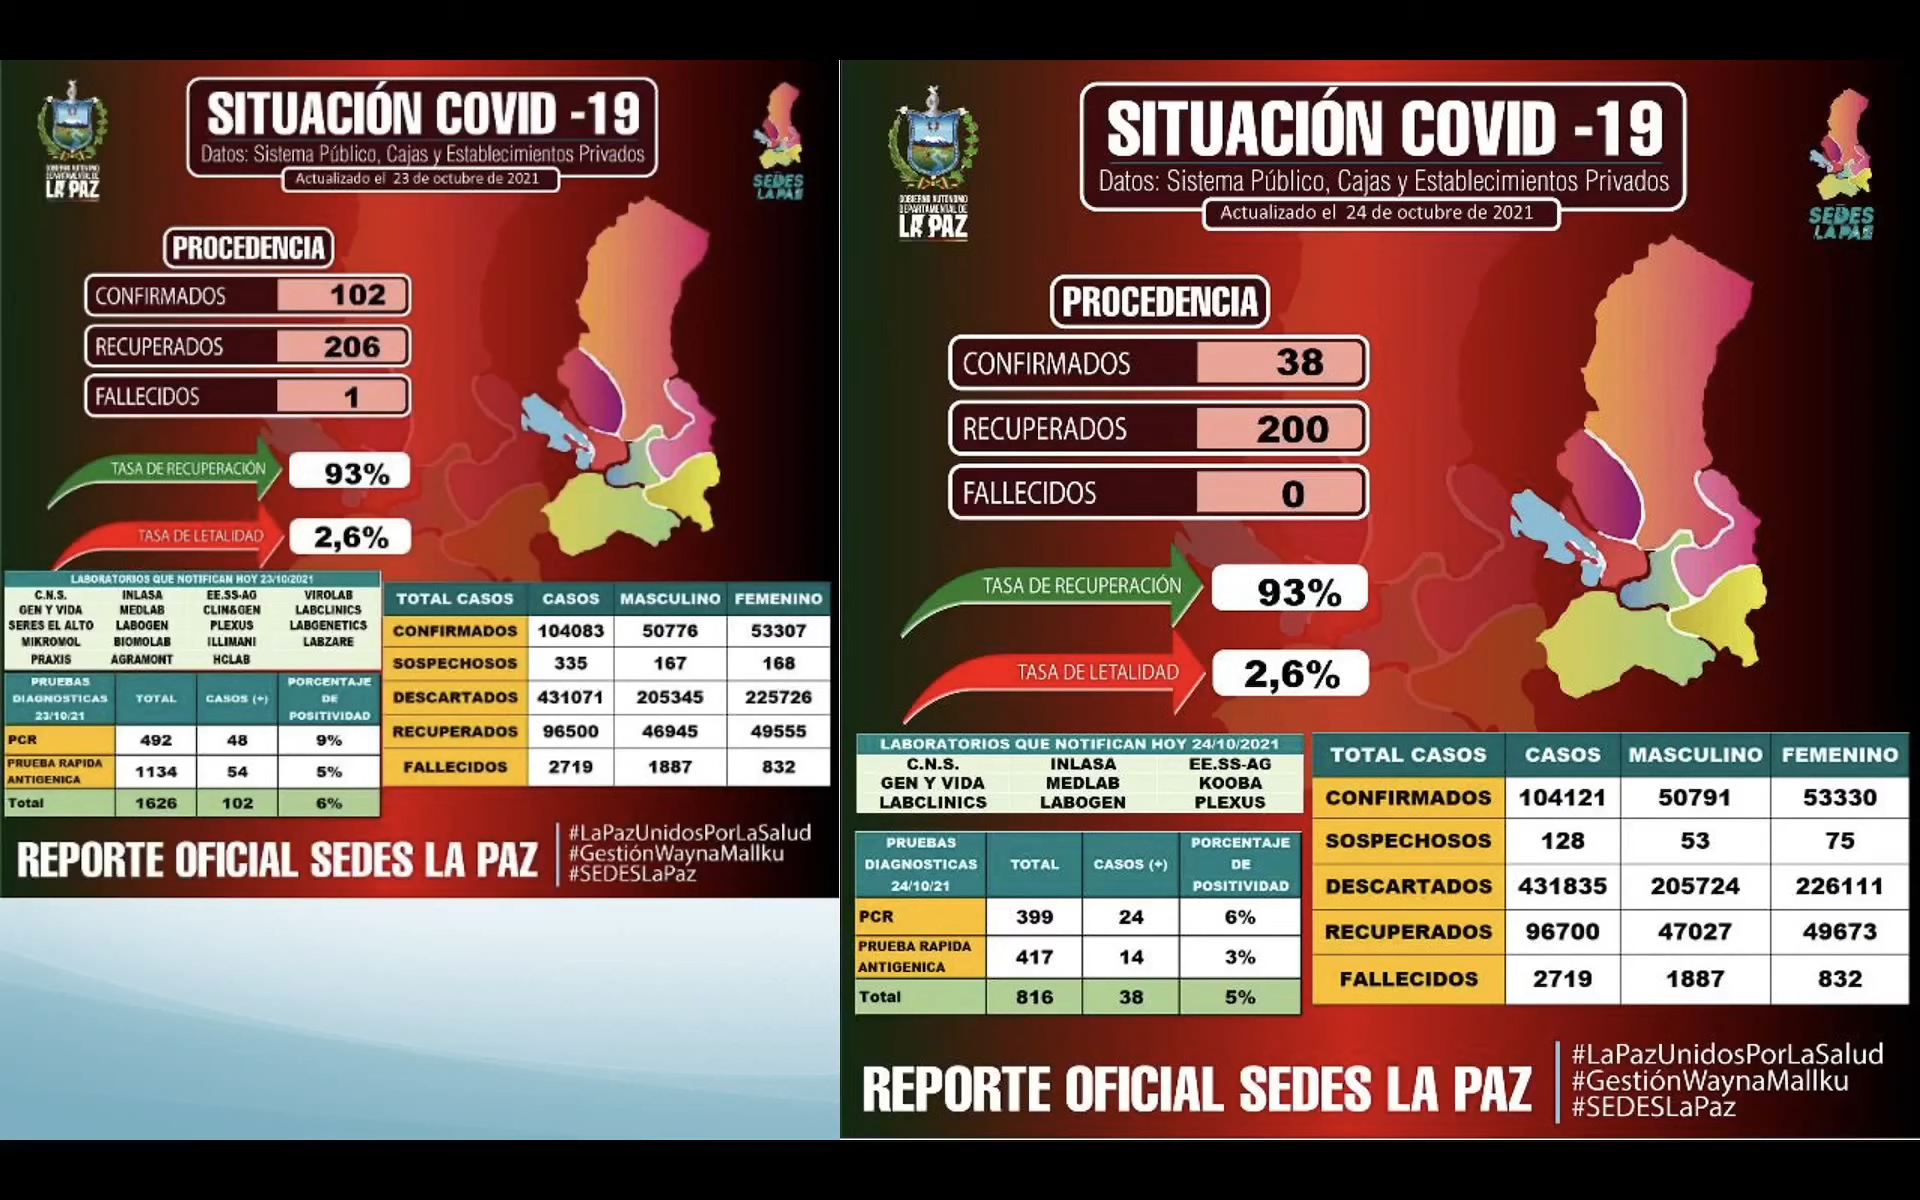 SITUACIÓN COVID -19
Datos: Sistema Público, Cajas y Establecimientos Privados
Actualizado el 23 de octubre de 2021
LA PAZ
SEDES
LA PAZ
PROCEDENCIA
CONFIRMADOS 102
RECUPERADOS 206
FALLECIDOS 1
TASA DE RECUPERACIÓN 93%
TASA DE LETALIDAD 2,6%
LABORATORIOS QUE NOTIFICAN HOY 23/10/2021
C.N.S. INLASA EE.SS-AG VIROLAB
GEN Y VIDA MEDLAB CLIN&GEN LABCLINICS
SERES EL ALTO LABOGEN PLEXUS LABGENETICS
MIKROMOL BIOMOLAB ILLIMANI LABZARE
PRAXIS AGRAMONT HCLAB
PRUEBAS DIAGNOSTICAS 23/10/21 TOTAL CASOS (+) PORCENTAJE DE POSITIVIDAD
PCR 492 48 9%
PRUEBA RAPIDA ANTIGENICA 1134 54 5%
Total 1626 102 6%
TOTAL CASOS CASOS MASCULINO FEMENINO
CONFIRMADOS 104083 50776 53307
SOSPECHOSOS 335 167 168
DESCARTADOS 431071 205345 225726
RECUPERADOS 96500 46945 49555
FALLECIDOS 2719 1887 832
REPORTE OFICIAL SEDES LA PAZ
#LaPazUnidosPorLaSalud
#GestiónWaynaMallku
#SEDESLaPaz
SITUACIÓN COVID -19
Datos: Sistema Público, Cajas y Establecimientos Privados
Actualizado el 24 de octubre de 2021
GOBIERNO AUTÓNOMO
DEPARTAMENTAL DE
LA PAZ
SEDES
LA PAZ
PROCEDENCIA
CONFIRMADOS 38
RECUPERADOS 200
FALLECIDOS 0
TASA DE RECUPERACIÓN 93%
TASA DE LETALIDAD 2,6%
LABORATORIOS QUE NOTIFICAN HOY 24/10/2021
C.N.S. INLASA EE.SS-AG
GEN Y VIDA MEDLAB KOOBA
LABCLINICS LABOGEN PLEXUS
PRUEBAS DIAGNOSTICAS 24/10/21 TOTAL CASOS (+) PORCENTAJE DE POSITIVIDAD
PCR 399 24 6%
PRUEBA RAPIDA ANTIGENICA 417 14 3%
Total 816 38 5%
TOTAL CASOS CASOS MASCULINO FEMENINO
CONFIRMADOS 104121 50791 53330
SOSPECHOSOS 128 53 75
DESCARTADOS 431835 205724 226111
RECUPERADOS 96700 47027 49673
FALLECIDOS 2719 1887 832
REPORTE OFICIAL SEDES LA PAZ
#LaPazUnidosPorLaSalud
#GestiónWaynaMallku
#SEDESLaPaz